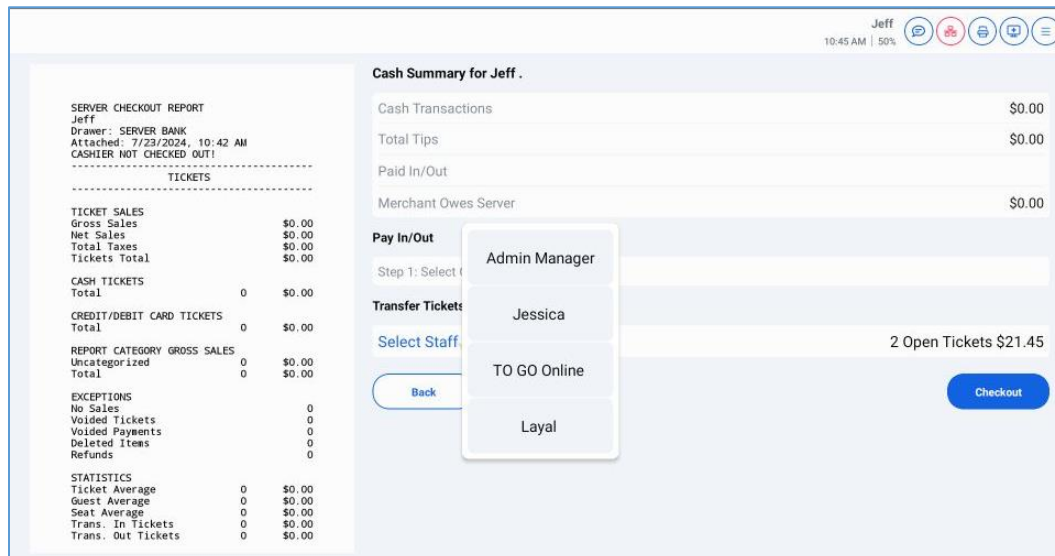 Jeff
10:45 AM | 50%
SERVER CHECKOUT REPORT
Jeff
Drawer: SERVER BANK
Attached: 7/23/2024, 10:42 AM
CASHIER NOT CHECKED OUT!
TICKETS
TICKET SALES
Gross Sales $0.00
Net Sales $0.00
Total Taxes $0.00
Tickets Total $0.00
CASH TICKETS
Total 0 $0.00
CREDIT/DEBIT CARD TICKETS
Total 0 $0.00
REPORT CATEGORY GROSS SALES
Uncategorized 0 $0.00
Total 0 $0.00
EXCEPTIONS
No Sales 0
Voided Tickets 0
Voided Payments 0
Deleted Items 0
Refunds 0
STATISTICS
Ticket Average 0 $0.00
Guest Average 0 $0.00
Seat Average 0 $0.00
Trans. In Tickets 0 $0.00
Trans. Out Tickets 0 $0.00
Cash Summary for Jeff .
Cash Transactions $0.00
Total Tips $0.00
Paid In/Out
Merchant Owes Server $0.00
Pay In/Out
Step 1: Select
Transfer Tickets
Select Staff
2 Open Tickets $21.45
Back
Checkout
Admin Manager
Jessica
TO GO Online
Layal